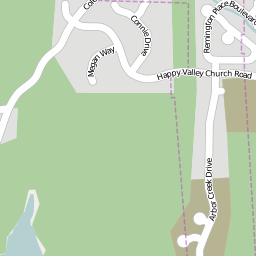 Connie Drive
Remington Place Boulevard
Megan Way
Happy Valley Church Road
Arbor Creek Drive